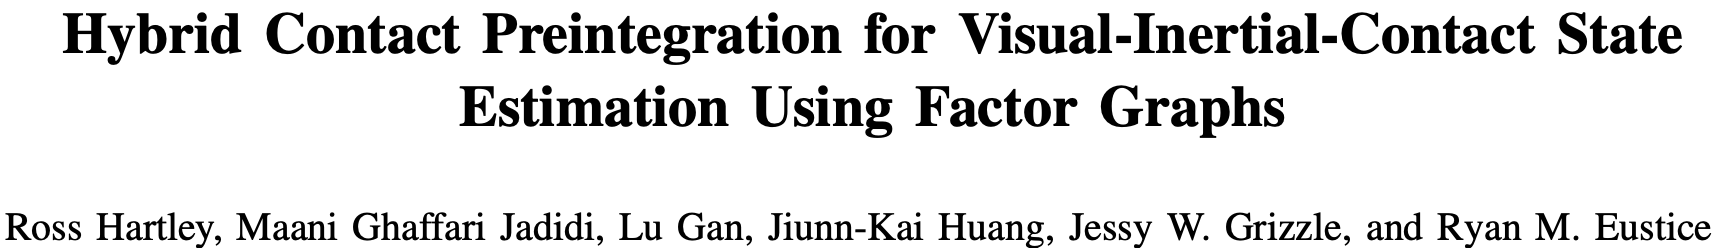 Hybrid Contact Preintegration for Visual-Inertial-Contact State
Estimation Using Factor Graphs
Ross Hartley, Maani Ghaffari Jadidi, Lu Gan, Jiunn-Kai Huang, Jessy W. Grizzle, and Ryan M. Eustice